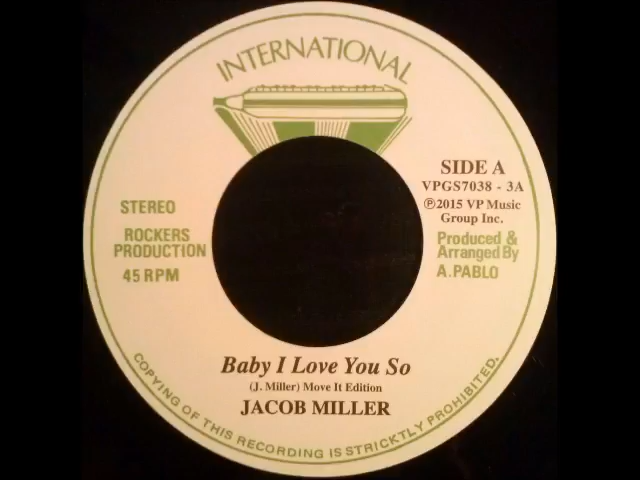 INTERNATIONAL
SIDE A
VPGS7038 - 3A
℗2015 VP Music
Group Inc.
STEREO
ROCKERS
PRODUCTION
45 RPM
Produced &
Arranged By
A. PABLO
Baby I Love You So
(J. Miller) Move It Edition
JACOB MILLER
COPYING OF THIS RECORDING IS STRICKTLY PROHIBITED.